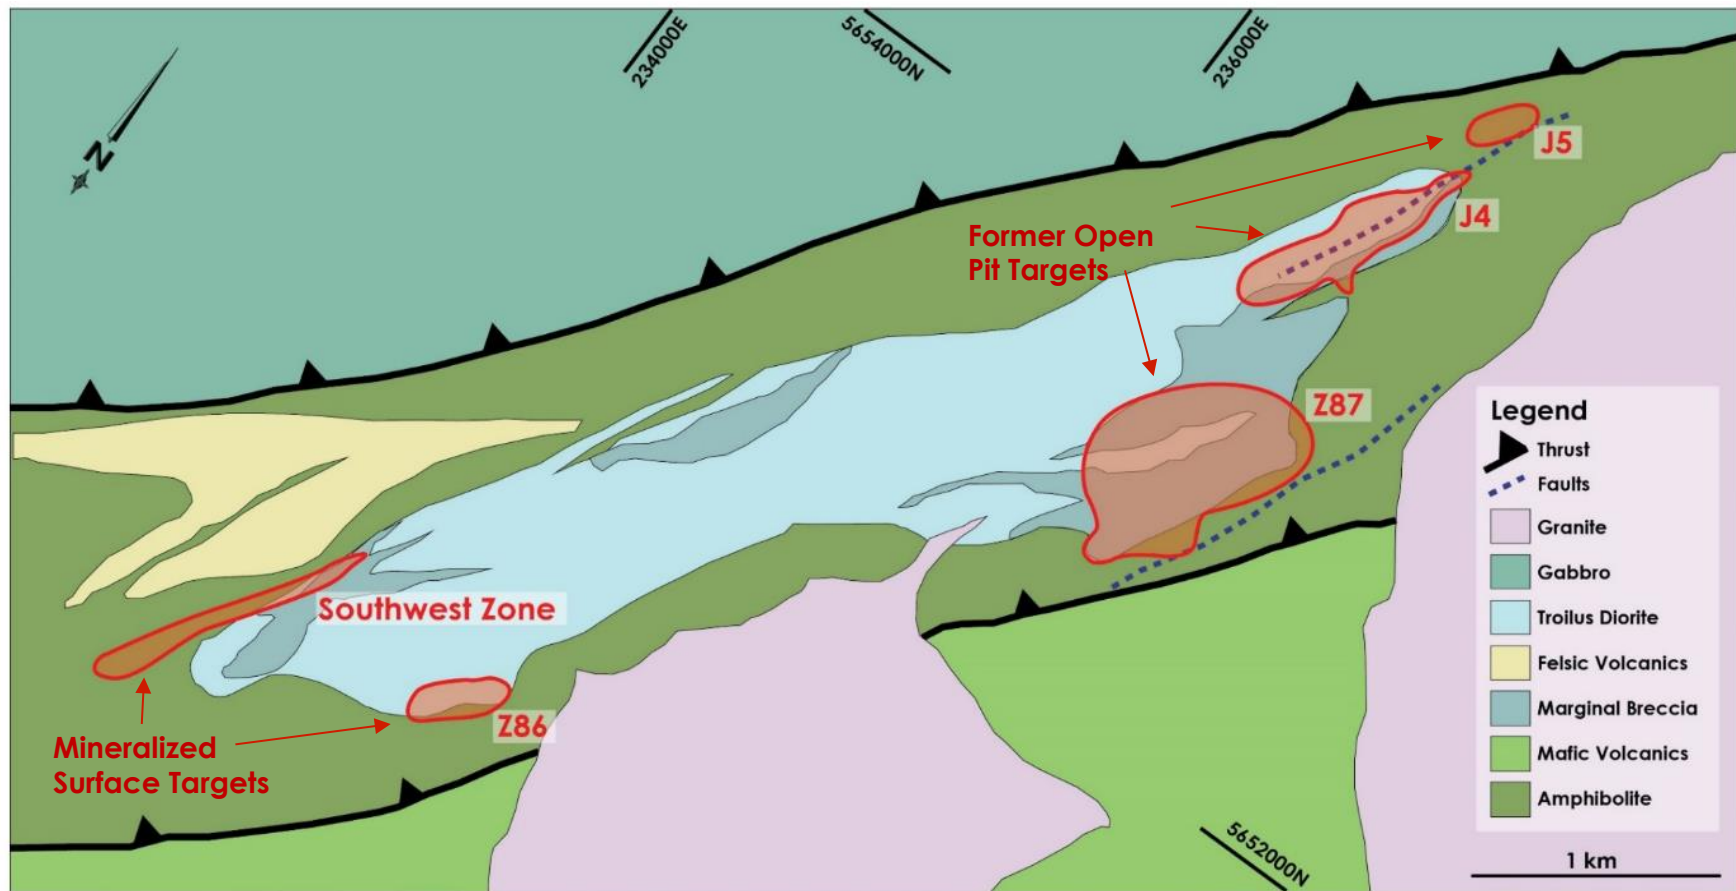 234000E
5654000N
236000E
N
J5
J4
Former Open
Pit Targets
Z87
Southwest Zone
Z86
Mineralized
Surface Targets
5652000N
Legend
Thrust
Faults
Granite
Gabbro
Troilus Diorite
Felsic Volcanics
Marginal Breccia
Mafic Volcanics
Amphibolite
1 km